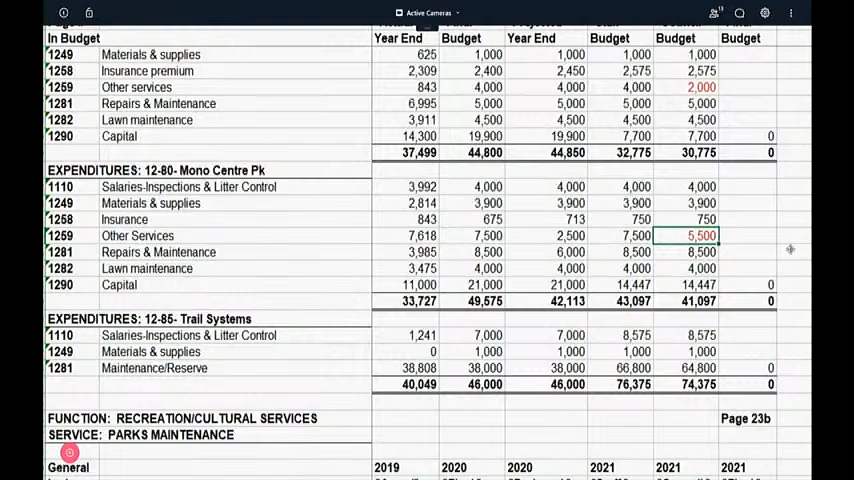 Active Cameras
13
In Budget Year End Budget Year End Budget Budget Budget
1249 Materials & supplies 625 1,000 1,000 1,000 1,000
1258 Insurance premium 2,309 2,400 2,450 2,575 2,575
1259 Other services 843 4,000 4,000 4,000 2,000
1281 Repairs & Maintenance 6,995 5,000 5,000 5,000 5,000
1282 Lawn maintenance 3,911 4,500 4,500 4,500 4,500
1290 Capital 14,300 19,900 19,900 7,700 7,700 0
37,499 44,800 44,850 32,775 30,775 0
EXPENDITURES: 12-80- Mono Centre Pk
1110 Salaries-Inspections & Litter Control 3,992 4,000 4,000 4,000 4,000
1249 Materials & supplies 2,814 3,900 3,900 3,900 3,900
1258 Insurance 843 675 713 750 750
1259 Other Services 7,618 7,500 2,500 7,500 5,500
1281 Repairs & Maintenance 3,985 8,500 6,000 8,500 8,500
1282 Lawn maintenance 3,475 4,000 4,000 4,000 4,000
1290 Capital 11,000 21,000 21,000 14,447 14,447 0
33,727 49,575 42,113 43,097 41,097 0
EXPENDITURES: 12-85- Trail Systems
1110 Salaries-Inspections & Litter Control 1,241 7,000 7,000 8,575 8,575
1249 Materials & supplies 0 1,000 1,000 1,000 1,000
1281 Maintenance/Reserve 38,808 38,000 38,000 66,800 64,800 0
40,049 46,000 46,000 76,375 74,375 0
FUNCTION: RECREATION/CULTURAL SERVICES Page 23b
SERVICE: PARKS MAINTENANCE
General 2019 2020 2020 2021 2021 2021